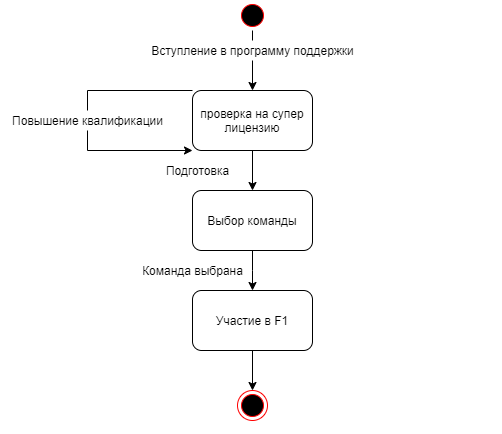 Вступление в программу поддержки
проверка на супер
лицензию
Повышение квалификации
Подготовка
Выбор команды
Команда выбрана
Участие в F1